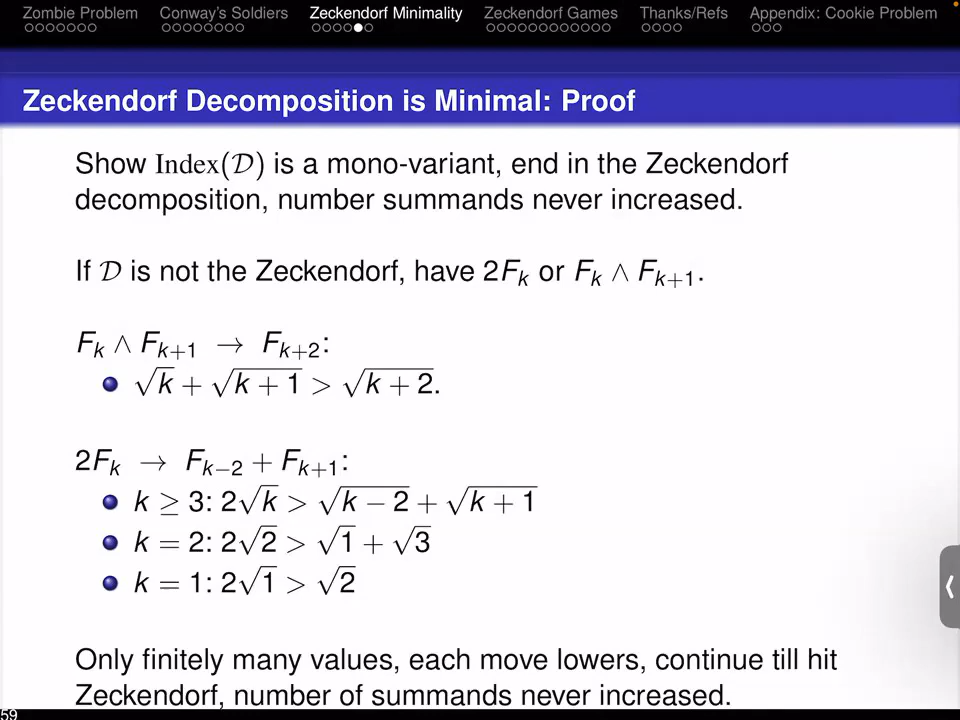 Zombie Problem Conway's Soldiers Zeckendorf Minimality Zeckendorf Games Thanks/Refs Appendix: Cookie Problem
Zeckendorf Decomposition is Minimal: Proof
Show Index(𝒟) is a mono-variant, end in the Zeckendorf
decomposition, number summands never increased.
If 𝒟 is not the Zeckendorf, have 2F_k or F_k ∧ F_{k+1}.
F_k ∧ F_{k+1} → F_{k+2}:
√k + √(k + 1) > √(k + 2).
2F_k → F_{k−2} + F_{k+1}:
k ≥ 3: 2√k > √(k − 2) + √(k + 1)
k = 2: 2√2 > √1 + √3
k = 1: 2√1 > √2
Only finitely many values, each move lowers, continue till hit
Zeckendorf, number of summands never increased.
59